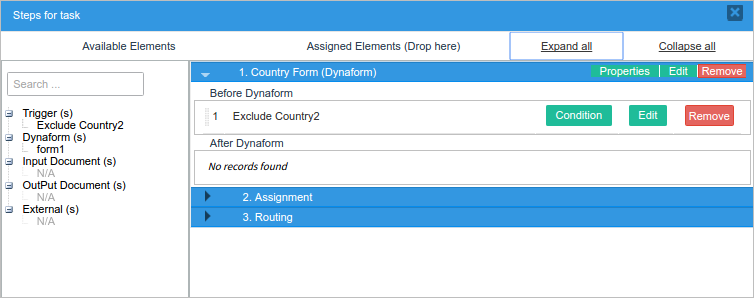 Steps for task
Available Elements
Assigned Elements (Drop here)
Expand all
Collapse all
Search ...
Trigger (s)
Exclude Country2
Dynaform (s)
form1
Input Document (s)
N/A
OutPut Document (s)
N/A
External (s)
N/A
1. Country Form (Dynaform)
Properties
Edit
Remove
Before Dynaform
1 Exclude Country2
Condition
Edit
Remove
After Dynaform
No records found
2. Assignment
3. Routing